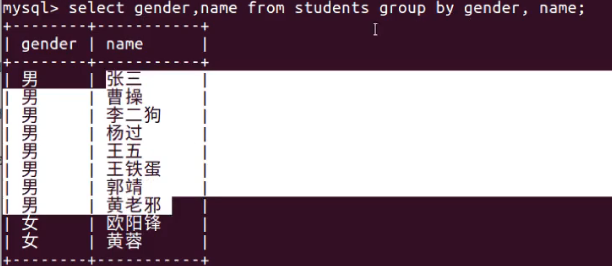 mysql> select gender,name from students group by gender, name;
+--------+-----------+
| gender | name      |
+--------+-----------+
| 男     | 张三      |
| 男     | 曹操      |
| 男     | 李二狗    |
| 男     | 杨过      |
| 男     | 王五      |
| 男     | 王铁蛋    |
| 男     | 郭靖      |
| 男     | 黄老邪    |
| 女     | 欧阳锋    |
| 女     | 黄蓉      |
+--------+-----------+